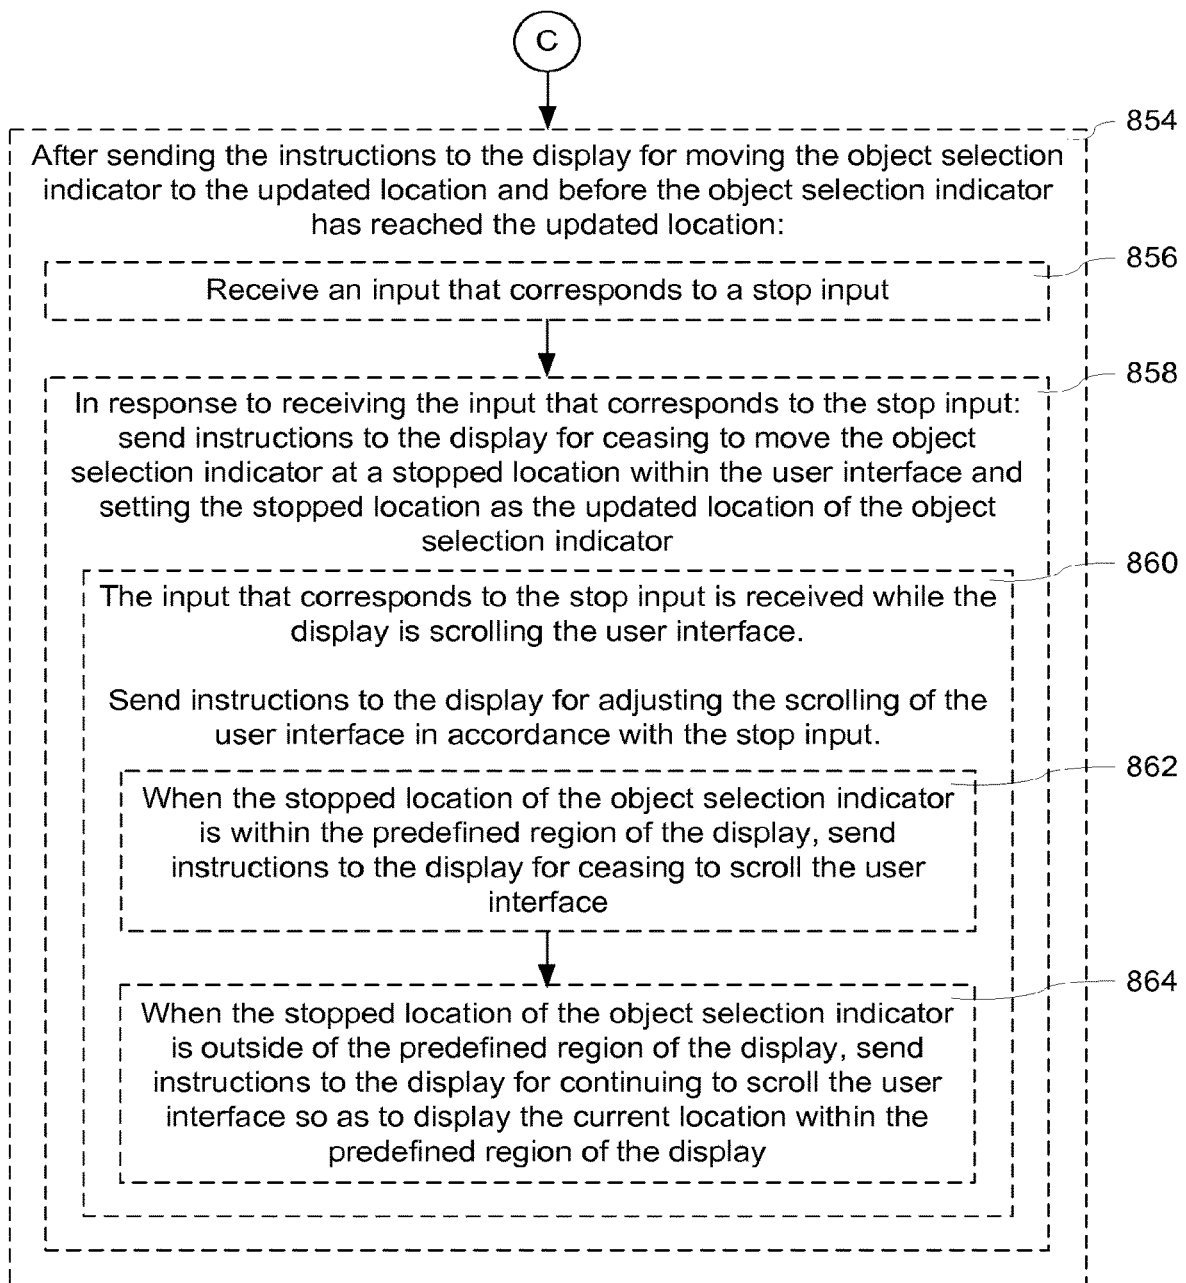 C
854
After sending the instructions to the display for moving the object selection
indicator to the updated location and before the object selection indicator
has reached the updated location:
856
Receive an input that corresponds to a stop input
858
In response to receiving the input that corresponds to the stop input:
send instructions to the display for ceasing to move the object
selection indicator at a stopped location within the user interface and
setting the stopped location as the updated location of the object
selection indicator
860
The input that corresponds to the stop input is received while the
display is scrolling the user interface.
Send instructions to the display for adjusting the scrolling of the
user interface in accordance with the stop input.
862
When the stopped location of the object selection indicator
is within the predefined region of the display, send
instructions to the display for ceasing to scroll the user
interface
864
When the stopped location of the object selection indicator
is outside of the predefined region of the display, send
instructions to the display for continuing to scroll the user
interface so as to display the current location within the
predefined region of the display